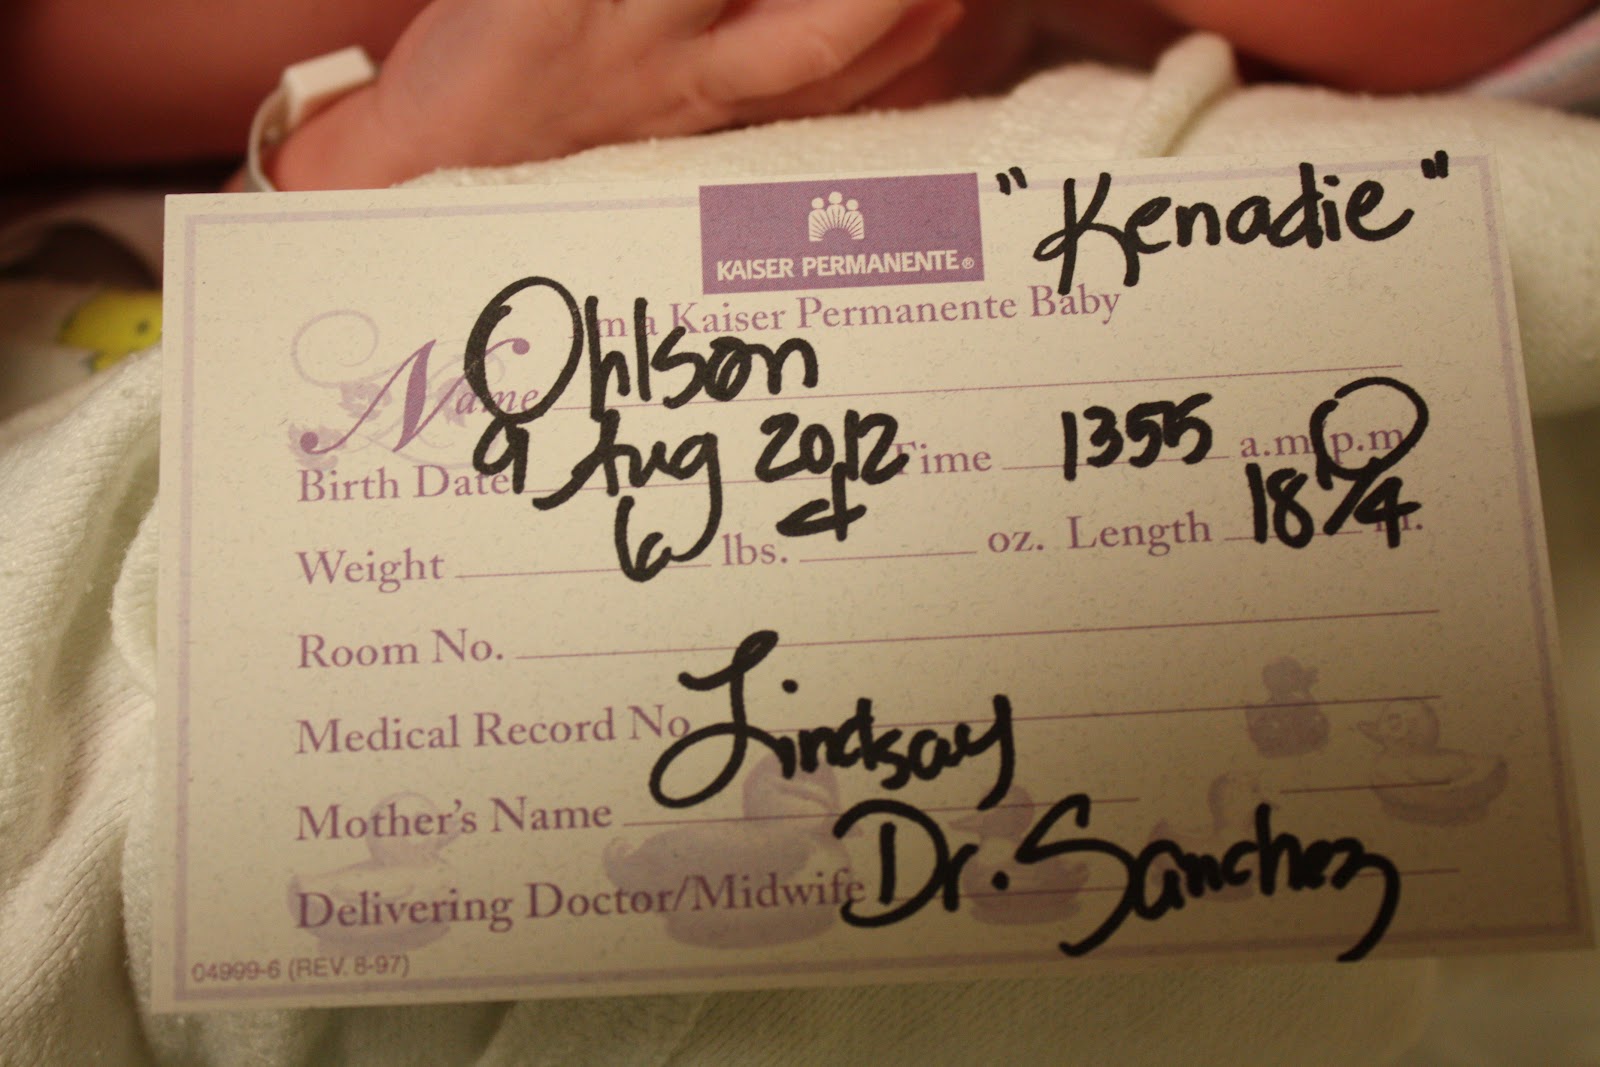 "Kenadie"
KAISER PERMANENTE®
I'm a Kaiser Permanente Baby
Name Ohlson
Birth Date 9 Aug 2012 Time 1355 a.m./p.m.
Weight 6 lbs. 4 oz. Length 18 1/4 in.
Room No.
Medical Record No.
Mother's Name Lindsay
Delivering Doctor/Midwife Dr. Sanchez
04999-6 (REV. 8-97)